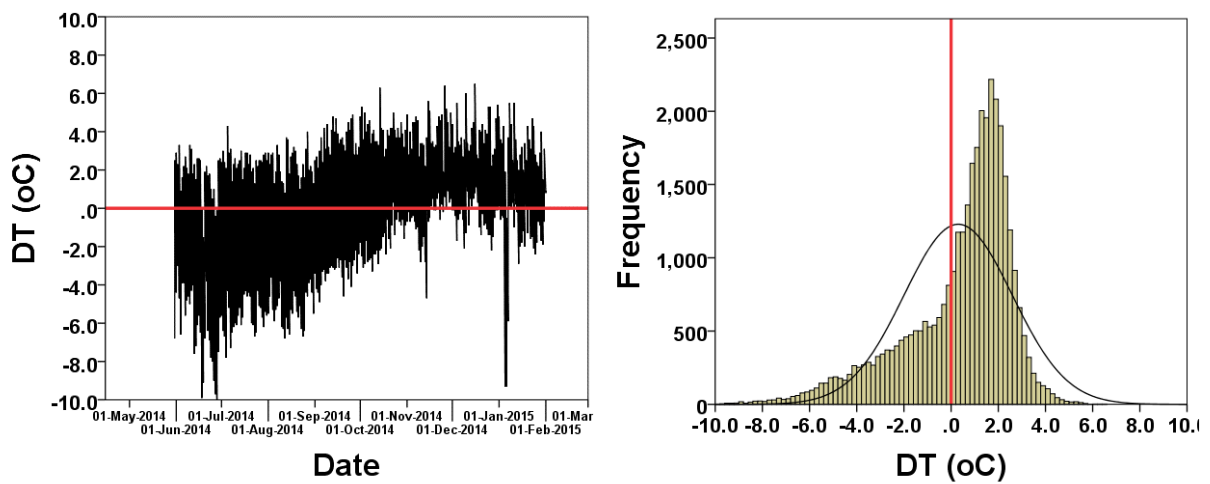 10.0
8.0
6.0
4.0
2.0
.0
-2.0
-4.0
-6.0
-8.0
-10.0
DT (oC)
01-May-2014 01-Jul-2014 01-Sep-2014 01-Nov-2014 01-Jan-2015 01-Mar
01-Jun-2014 01-Aug-2014 01-Oct-2014 01-Dec-2014 01-Feb-2015
Date
2,500
2,000
1,500
1,000
500
0
Frequency
-10.0 -8.0 -6.0 -4.0 -2.0 .0 2.0 4.0 6.0 8.0 10.
DT (oC)